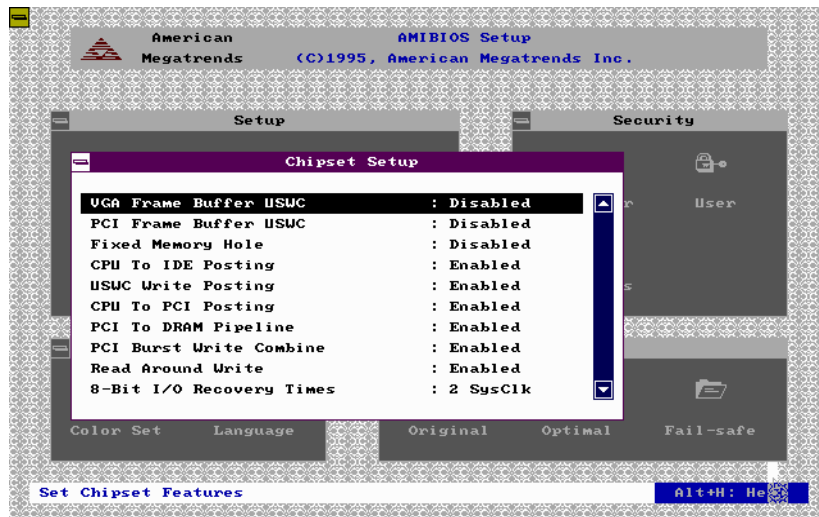 American
Megatrends
AMIBIOS Setup
(C)1995, American Megatrends Inc.
Setup
Security
Chipset Setup
VGA Frame Buffer USWC : Disabled
PCI Frame Buffer USWC : Disabled
Fixed Memory Hole : Disabled
CPU To IDE Posting : Enabled
USWC Write Posting : Enabled
CPU To PCI Posting : Enabled
PCI To DRAM Pipeline : Enabled
PCI Burst Write Combine : Enabled
Read Around Write : Enabled
8-Bit I/O Recovery Times : 2 SysClk
User
Color Set Language Original Optimal Fail-safe
Set Chipset Features
Alt+H: He